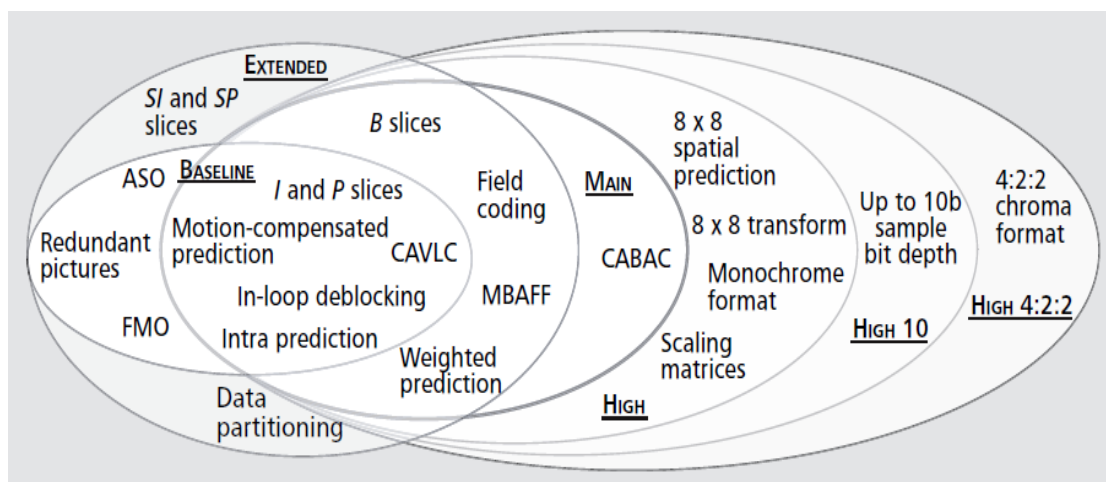 EXTENDED
SI and SP
slices
B slices
8 x 8
spatial
prediction
ASO
BASELINE
I and P slices
Field
coding
MAIN
4:2:2
chroma
format
Up to 10b
sample
bit depth
Redundant
pictures
Motion-compensated
prediction
CAVLC
CABAC
8 x 8 transform
Monochrome
format
In-loop deblocking
MBAFF
HIGH 4:2:2
FMO
Intra prediction
HIGH 10
Weighted
prediction
Scaling
matrices
Data
partitioning
HIGH